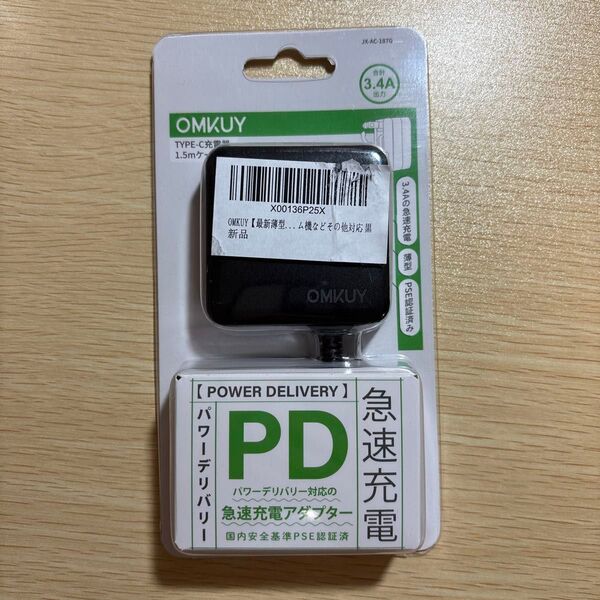 JX-AC-187G
合計
3.4A
出力
OMKUY
TYPE-C充電器
1.5mケ
3.4Aの急速充電
薄型
PSE認証済み
X00136P25X
OMKUY【最新薄型...ム機などその他対応 黒
新品
OMKUY
【POWER DELIVERY】
パワーデリバリー
PD
急速充電
パワーデリバリー対応の
急速充電アダプター
国内安全基準PSE認証済